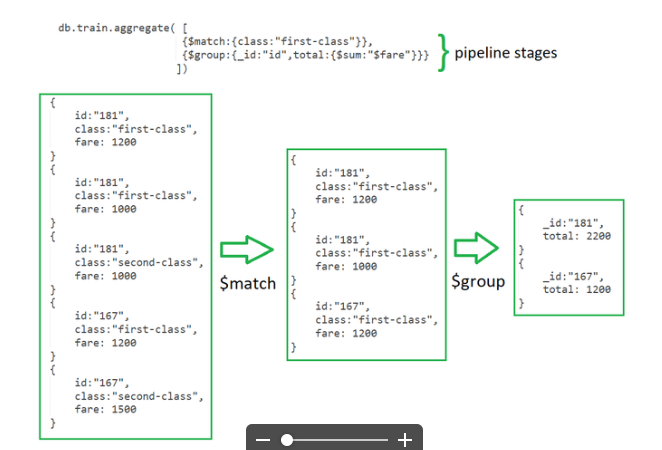 db.train.aggregate( [
{$match:{class:"first-class"}},
{$group:{_id:"id",total:{$sum:"$fare"}}}
])
pipeline stages
{
id:"181",
class:"first-class",
fare: 1200
}
{
id:"181",
class:"first-class",
fare: 1000
}
{
id:"181",
class:"second-class",
fare: 1000
}
{
id:"167",
class:"first-class",
fare: 1200
}
{
id:"167",
class:"second-class",
fare: 1500
}
$match
{
id:"181",
class:"first-class",
fare: 1200
}
{
id:"181",
class:"first-class",
fare: 1000
}
{
id:"167",
class:"first-class",
fare: 1200
}
$group
{
_id:"181",
total: 2200
}
{
_id:"167",
total: 1200
}